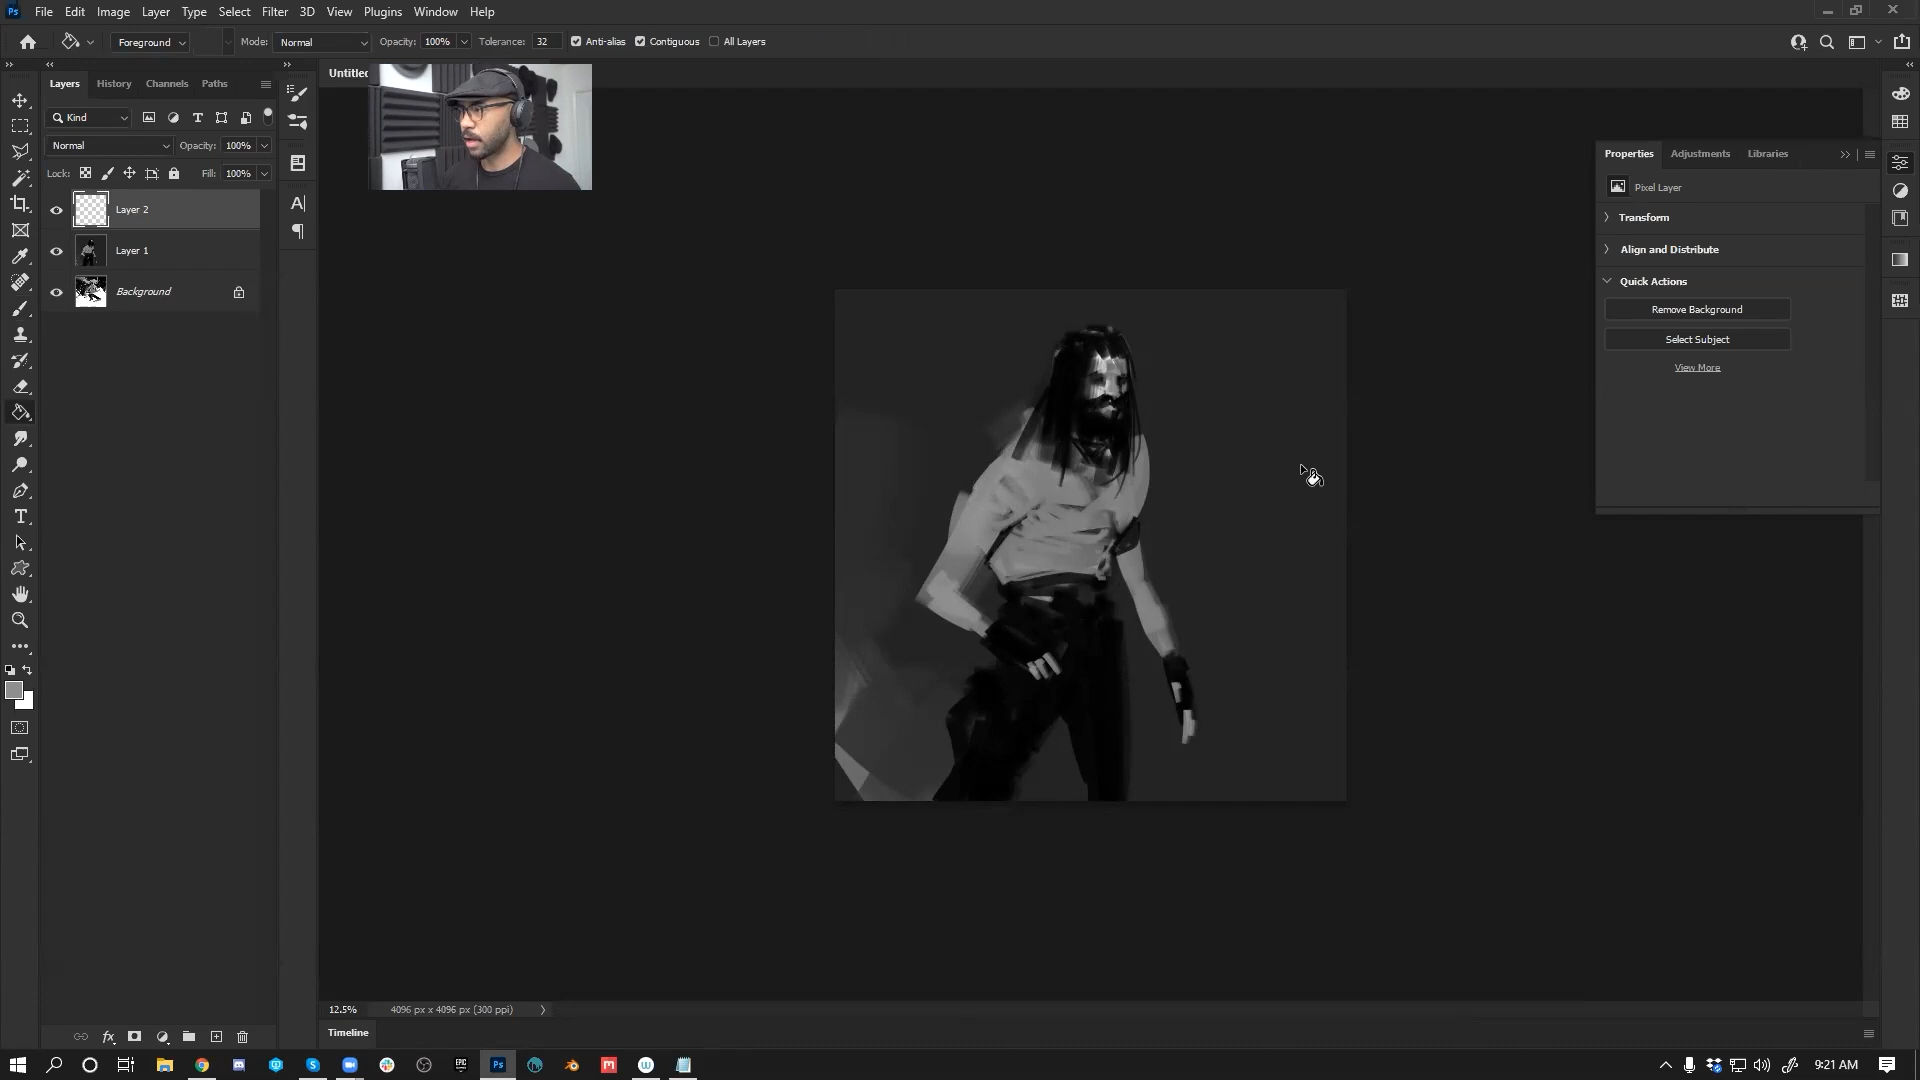 Ps File Edit Image Layer Type Select Filter 3D View Plugins Window Help
Foreground Mode: Normal Opacity: 100% Tolerance: 32 Anti-alias Contiguous All Layers
Untitled
Layers History Channels Paths
Kind
Normal Opacity: 100%
Lock: Fill: 100%
Layer 2
Layer 1
Background
Properties Adjustments Libraries
Pixel Layer
Transform
Align and Distribute
Quick Actions
Remove Background
Select Subject
View More
12.5% 4096 px x 4096 px (300 ppi)
Timeline
9:21 AM